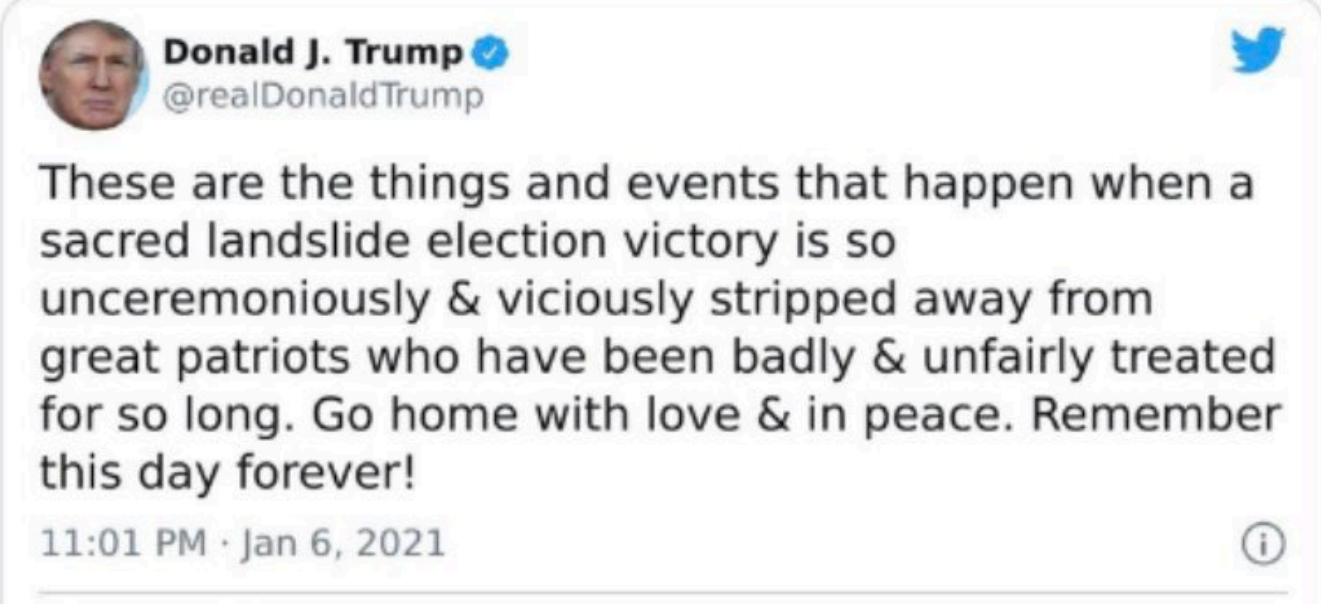 Donald J. Trump
@realDonaldTrump
These are the things and events that happen when a
sacred landslide election victory is so
unceremoniously & viciously stripped away from
great patriots who have been badly & unfairly treated
for so long. Go home with love & in peace. Remember
this day forever!
11:01 PM · Jan 6, 2021